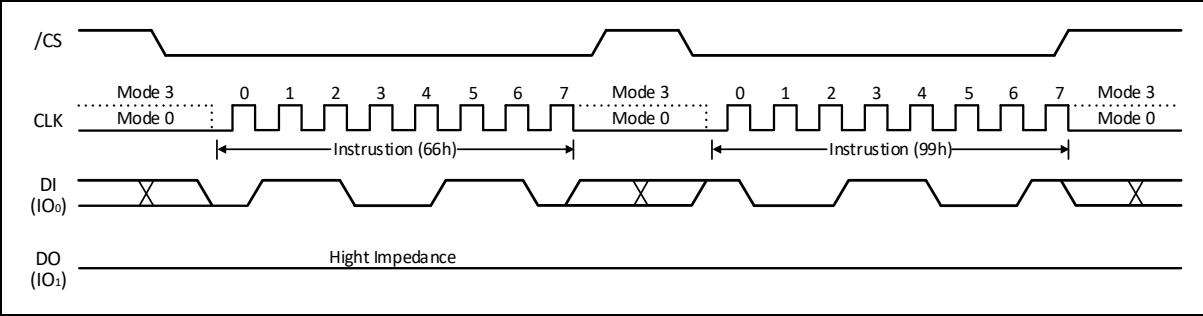 /CS
Mode 3 0 1 2 3 4 5 6 7 Mode 3 0 1 2 3 4 5 6 7 Mode 3
CLK Mode 0 Mode 0 Mode 0
Instrustion (66h) Instrustion (99h)
DI
(IO₀)
DO Hight Impedance
(IO₁)